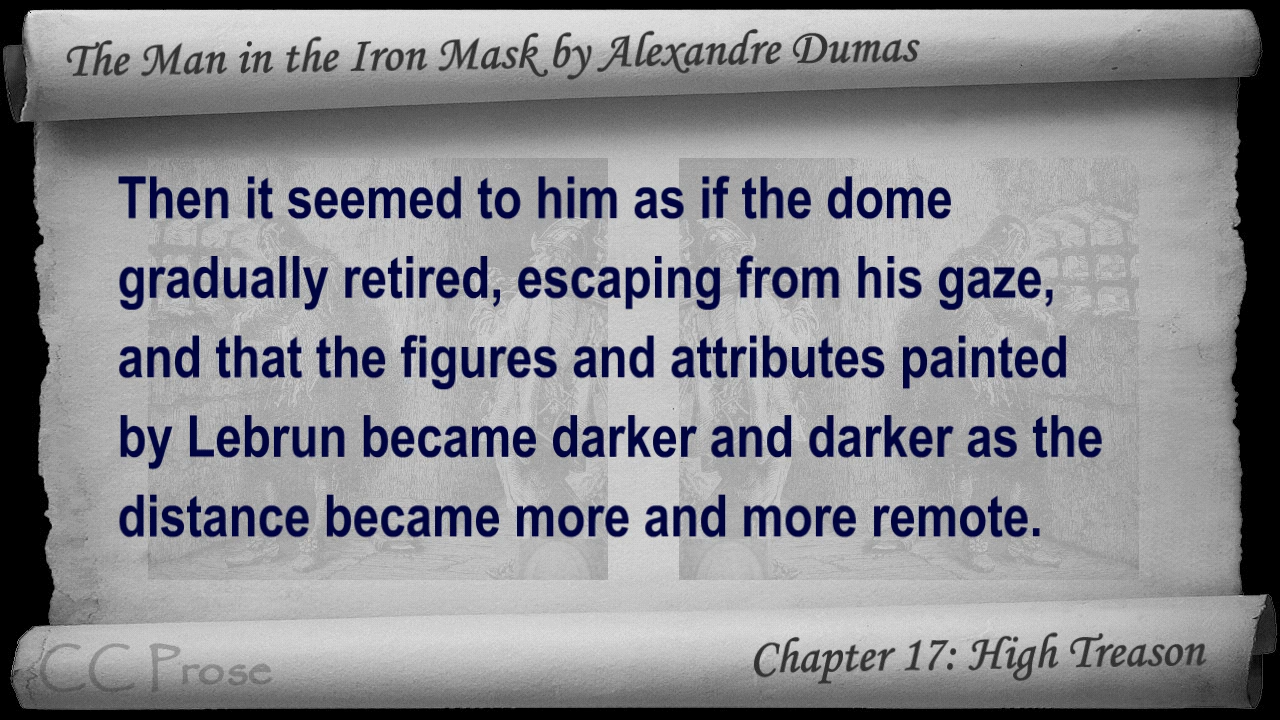 The Man in the Iron Mask by Alexandre Dumas
Then it seemed to him as if the dome
gradually retired, escaping from his gaze,
and that the figures and attributes painted
by Lebrun became darker and darker as the
distance became more and more remote.
CC Prose
Chapter 17: High Treason